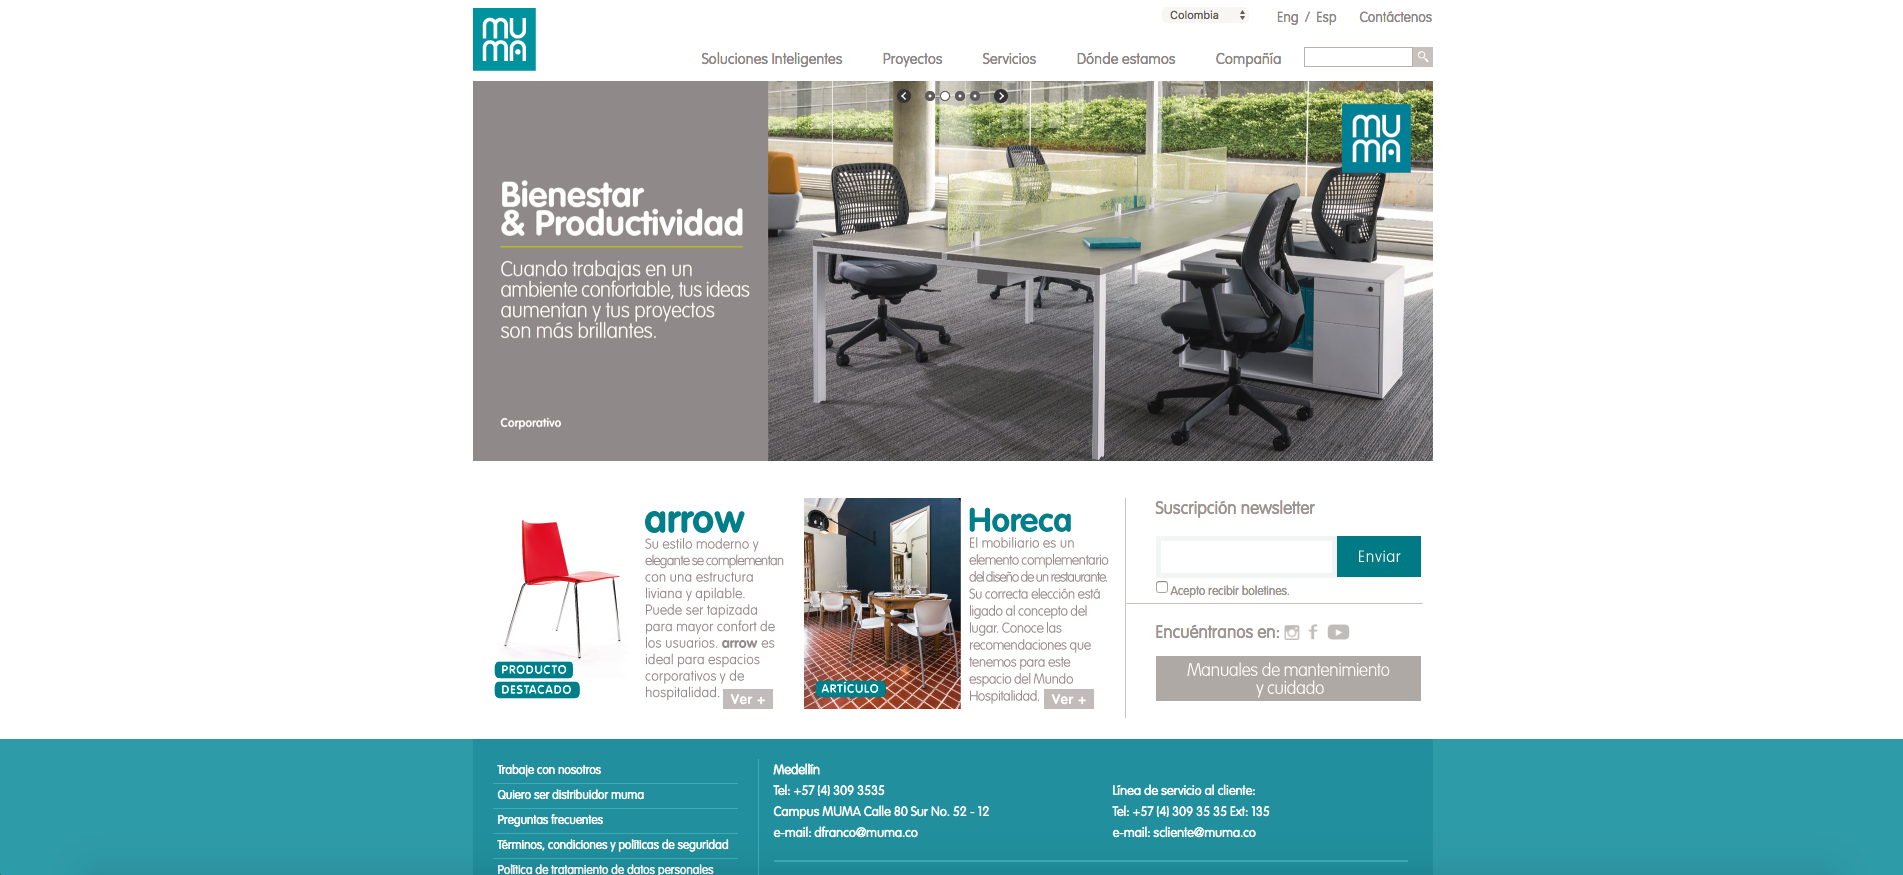 mu
ma
Colombia
Eng / Esp
Contáctenos
Soluciones Inteligentes
Proyectos
Servicios
Dónde estamos
Compañía
mu
ma
Bienestar
& Productividad
Cuando trabajas en un
ambiente confortable, tus ideas
aumentan y tus proyectos
son más brillantes.
Corporativo
arrow
Su estilo moderno y
elegante se complementan
con una estructura
liviana y apilable.
Puede ser tapizada
para mayor confort de
los usuarios. arrow es
ideal para espacios
corporativos y de
hospitalidad.
Ver +
PRODUCTO
DESTACADO
Horeca
El mobiliario es un
elemento complementario
del diseño de un restaurante.
Su correcta elección está
ligado al concepto del
lugar. Conoce las
recomendaciones que
tenemos para este
espacio del Mundo
Hospitalidad.
Ver +
ARTÍCULO
Suscripción newsletter
Enviar
Acepto recibir boletines.
Encuéntranos en:
Manuales de mantenimiento
y cuidado
Trabaje con nosotros
Quiero ser distribuidor muma
Preguntas frecuentes
Términos, condiciones y políticas de seguridad
Política de tratamiento de datos personales
Medellín
Tel: +57 (4) 309 3535
Campus MUMA Calle 80 Sur No. 52 - 12
e-mail: dfranco@muma.co
Línea de servicio al cliente:
Tel: +57 (4) 309 35 35 Ext: 135
e-mail: scliente@muma.co